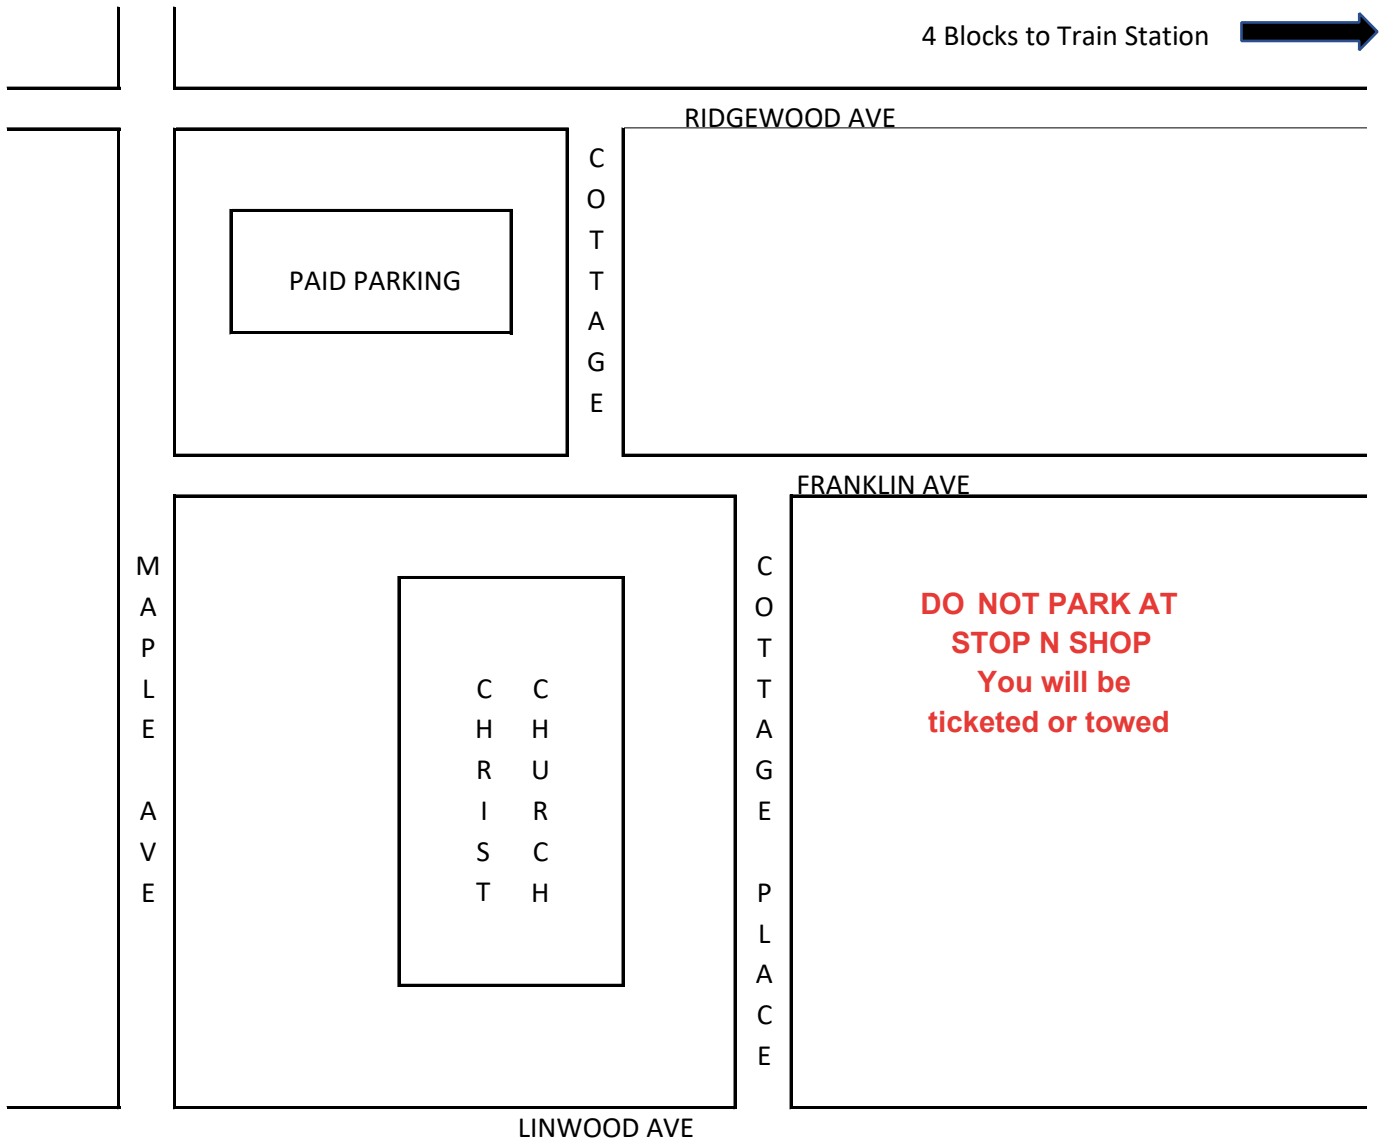 4 Blocks to Train Station
RIDGEWOOD AVE
COTTAGE
PAID PARKING
FRANKLIN AVE
MAPLE AVE
CHRIST
CHURCH
COTTAGE PLACE
DO NOT PARK AT
STOP N SHOP
You will be
ticketed or towed
LINWOOD AVE